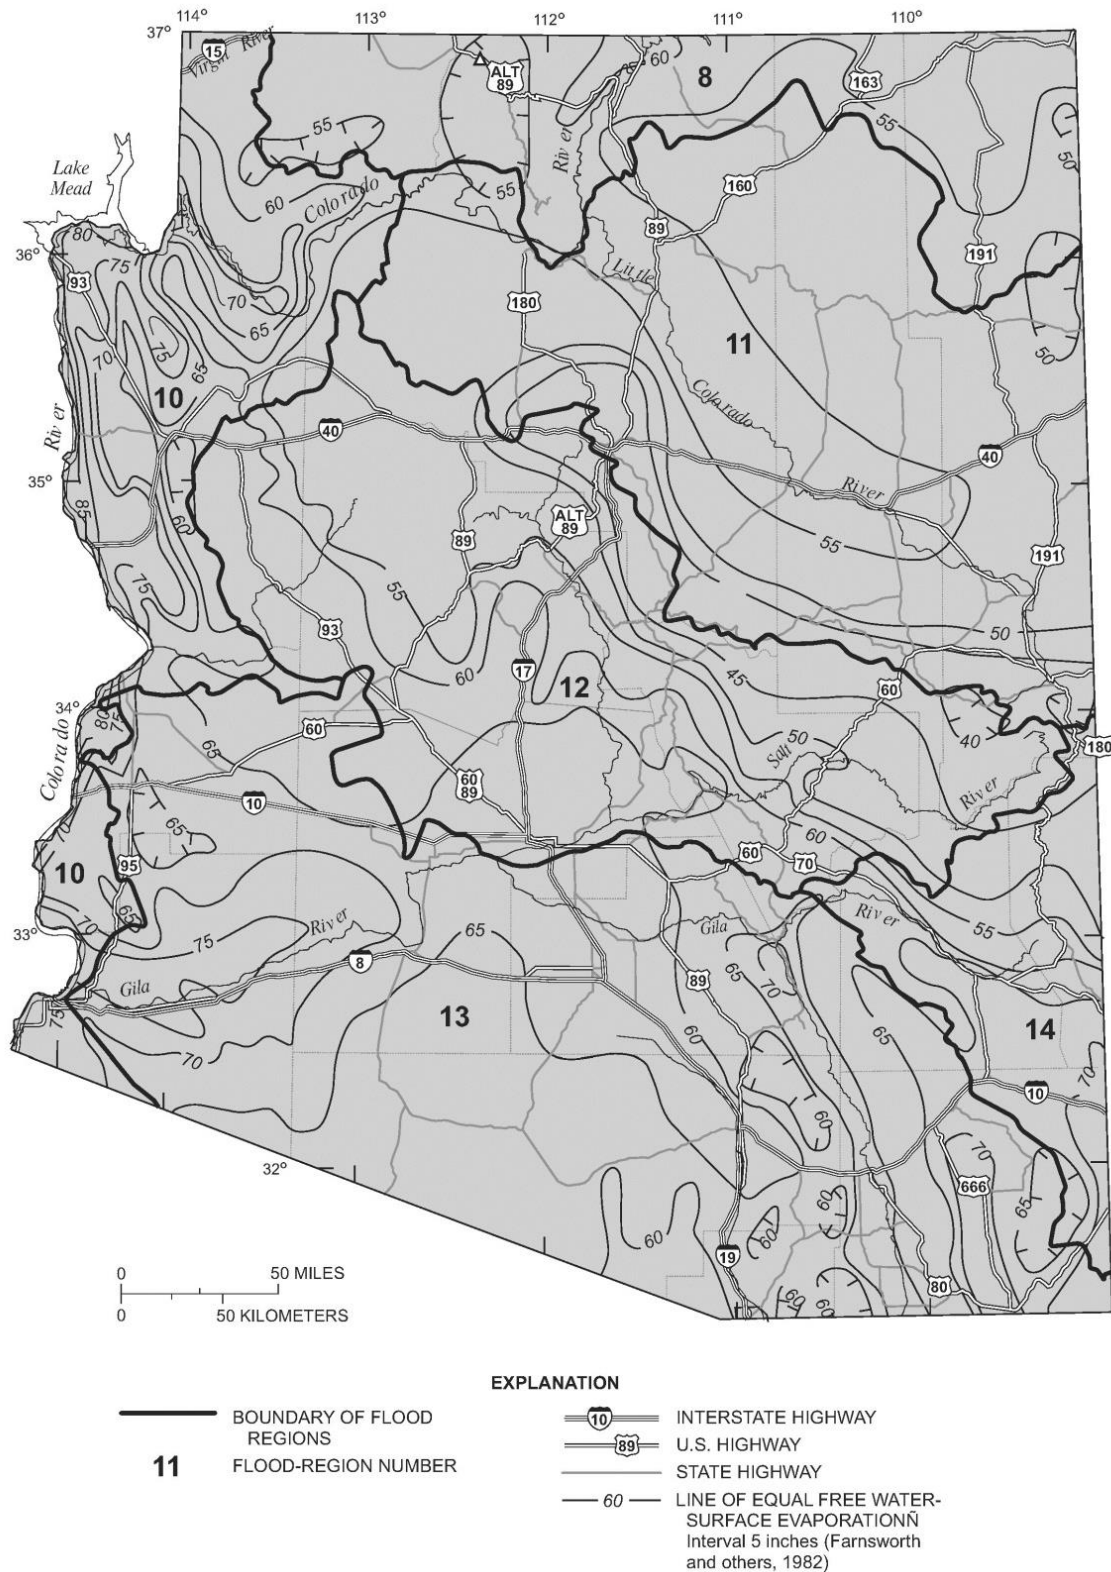 114° 113° 112° 111° 110°
37°
15
Virgin River
ALT
89
60
8
163
55
55
50
Lake
Mead
River
55
160
60
Colorado
80
89
36°
75
Little
191
93
70
180
65
11
50
70
75
65
10
Colorado
River
40
40
35°
River
85
60
ALT
89
89
55
191
75
55
93
50
60
17
45
12
60
34°
80
75
65
60
50
40
180
Colorado
Salt
60
89
River
10
65
60
10
95
60
70
65
River
70
River
65
Gila
33°
75
55
8
65
70
Gila
89
75
13
65
14
70
60
70
10
60
70
32°
666
60
65
60
60
19
80
60
60
0 50 MILES
0 50 KILOMETERS
EXPLANATION
BOUNDARY OF FLOOD
REGIONS
11 FLOOD-REGION NUMBER
10 INTERSTATE HIGHWAY
89 U.S. HIGHWAY
STATE HIGHWAY
60 LINE OF EQUAL FREE WATER-
SURFACE EVAPORATIONÑ
Interval 5 inches (Farnsworth
and others, 1982)